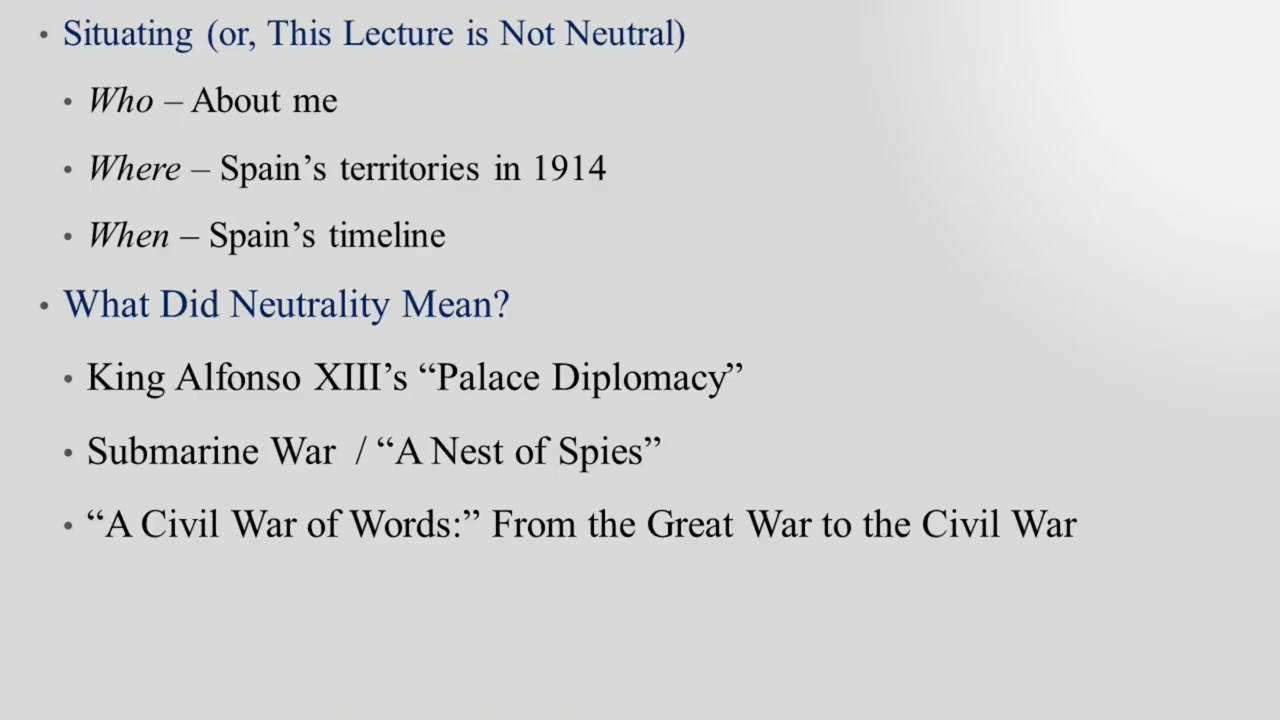 • Situating (or, This Lecture is Not Neutral)
• Who – About me
• Where – Spain’s territories in 1914
• When – Spain’s timeline
• What Did Neutrality Mean?
• King Alfonso XIII’s “Palace Diplomacy”
• Submarine War / “A Nest of Spies”
• “A Civil War of Words:” From the Great War to the Civil War